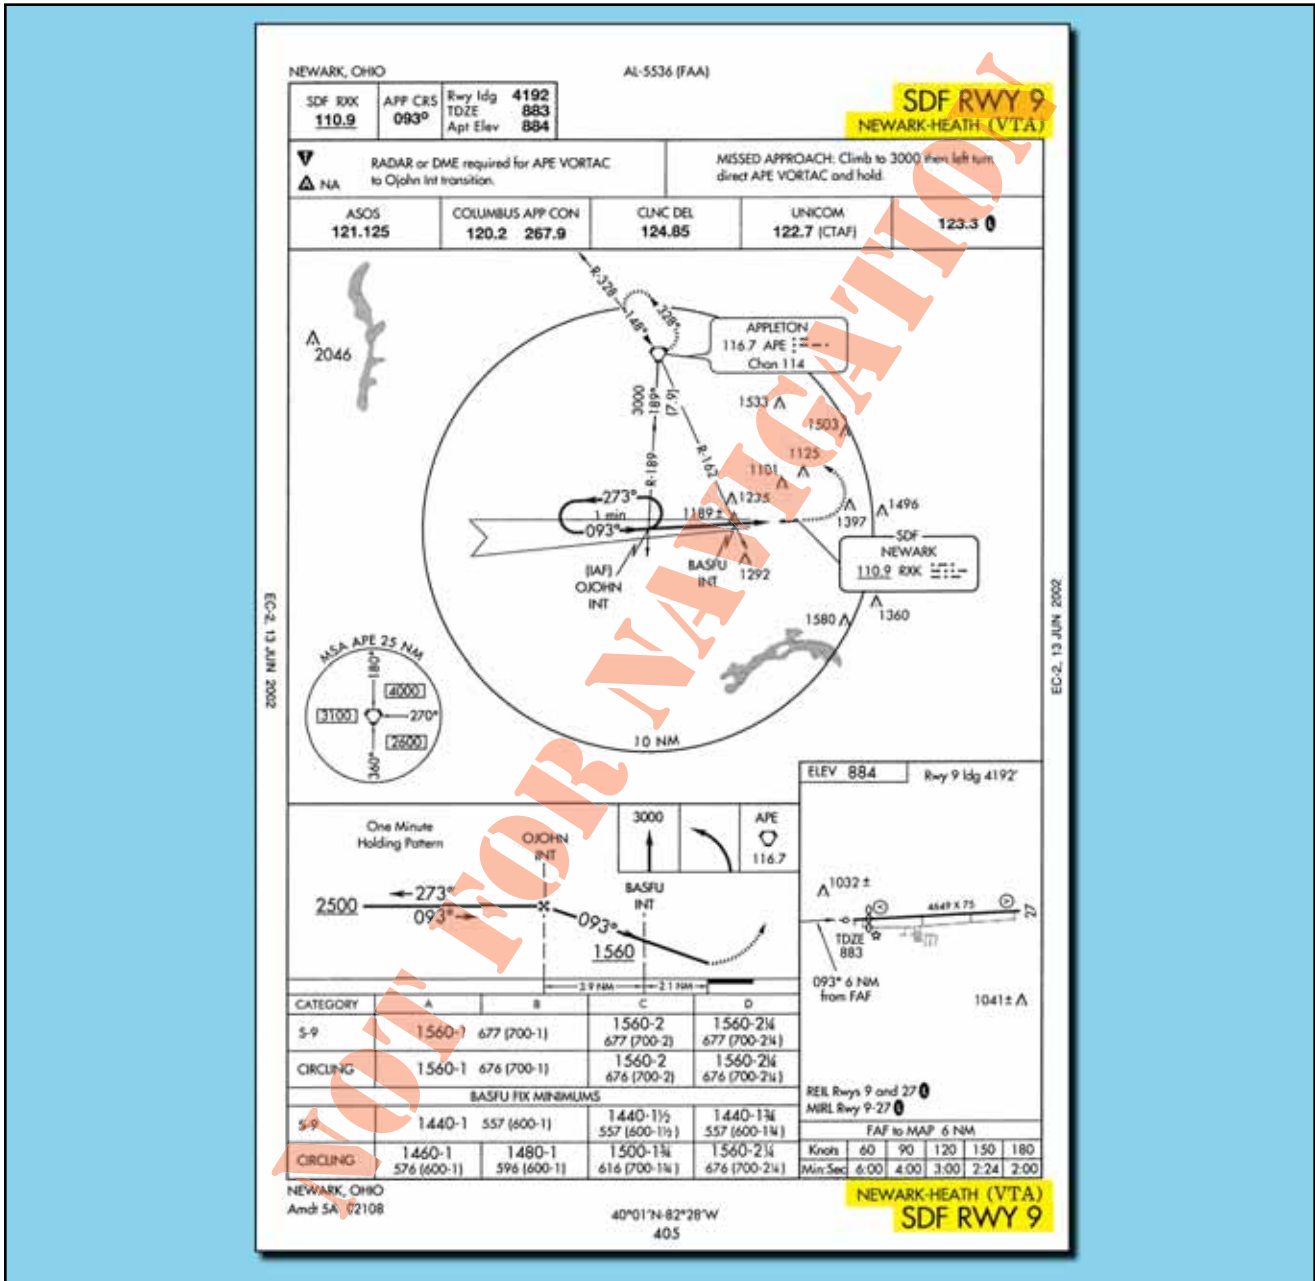 NEWARK, OHIO
AL-5536 (FAA)
SDF RWY 9
NEWARK-HEATH (VTA)
SDF RXK
110.9
APP CRS
093°
Rwy ldg 4192
TDZE 883
Apt Elev 884
T
A NA
RADAR or DME required for APE VORTAC
to Ojohn Int transition.
MISSED APPROACH: Climb to 3000 then left turn
direct APE VORTAC and hold.
ASOS
121.125
COLUMBUS APP CON
120.2 267.9
CLNC DEL
124.85
UNICOM
122.7 (CTAF)
123.3 L
2046
R-328
148°
328°
APPLETON
116.7 APE
Chan 114
3000
189°
(7.9)
R-189
R-162
1533
1503
1125
1101
1235
1189±
1397
1496
273°
1 min
093°
(IAF)
OJOHN
INT
BASFU
INT
1292
SDF
NEWARK
110.9 RXK
1360
1580
10 NM
MSA APE 25 NM
180°
4000
3100
270°
2600
360°
EC-2, 13 JUN 2002
EC-2, 13 JUN 2002
One Minute
Holding Pattern
OJOHN
INT
3000
APE
116.7
BASFU
INT
2500
273°
093°
093°
1560
3.9 NM
2.1 NM
ELEV 884
Rwy 9 ldg 4192'
1032 ±
4649 X 75
27
TDZE
883
093° 6 NM
from FAF
1041±
REIL Rwys 9 and 27 L
MIRL Rwy 9-27 L
FAF to MAP 6 NM
Knots 60 90 120 150 180
Min:Sec 6:00 4:00 3:00 2:24 2:00
CATEGORY A B C D
S-9 1560-1 677 (700-1) 1560-2 677 (700-2) 1560-2¼ 677 (700-2¼)
CIRCLING 1560-1 676 (700-1) 1560-2 676 (700-2) 1560-2¼ 676 (700-2¼)
BASFU FIX MINIMUMS
S-9 1440-1 557 (600-1) 1440-1½ 557 (600-1½) 1440-1¾ 557 (600-1¾)
CIRCLING 1460-1 576 (600-1) 1480-1 596 (600-1) 1500-1¾ 616 (700-1¾) 1560-2¼ 676 (700-2¼)
NEWARK, OHIO
Amdt 5A 02108
40°01'N-82°28'W
405
NEWARK-HEATH (VTA)
SDF RWY 9
NOT FOR NAVIGATION